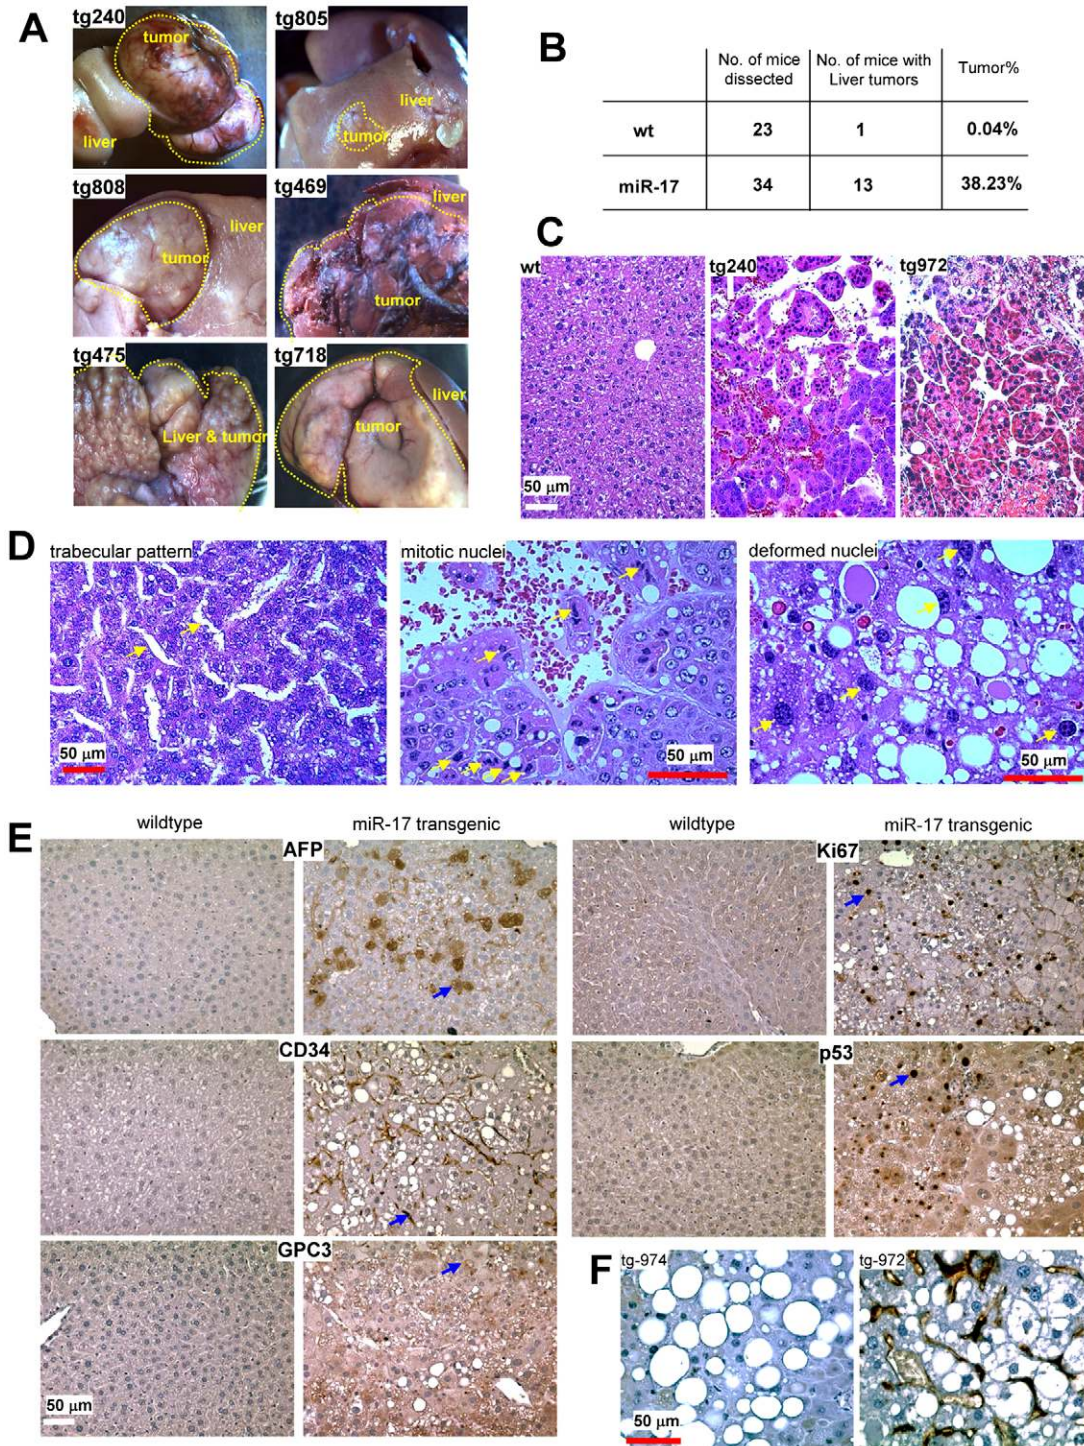 A
tg240
tumor
liver
tg805
liver
tumor
tg808
liver
tumor
tg469
liver
tumor
tg475
Liver & tumor
tg718
liver
tumor
B
No. of mice dissected
No. of mice with Liver tumors
Tumor%
wt 23 1 0.04%
miR-17 34 13 38.23%
C
wt
50 μm
tg240
tg972
D
trabecular pattern
50 μm
mitotic nuclei
50 μm
deformed nuclei
50 μm
E
wildtype miR-17 transgenic wildtype miR-17 transgenic
AFP
Ki67
CD34
p53
GPC3
50 μm
F
tg-974
50 μm
tg-972